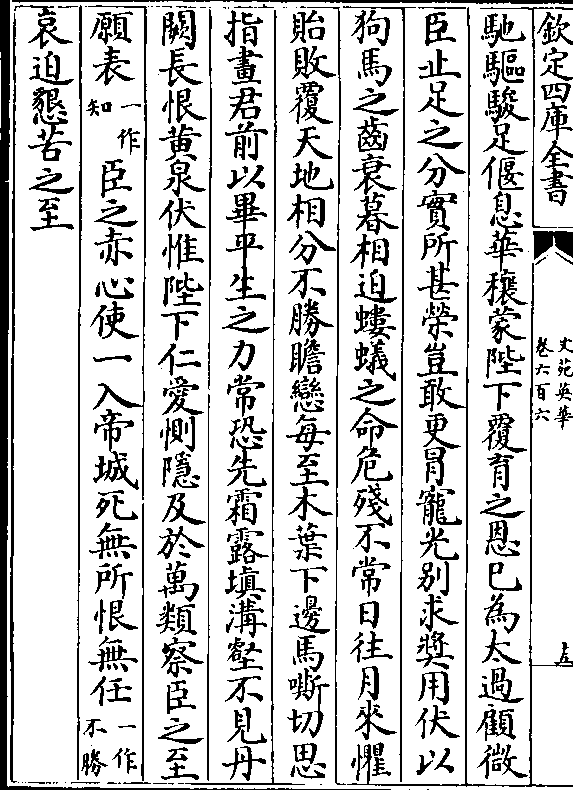 欽定四庫全書
文苑英華
卷六百六
五
馳驅駿足偃息華穰蒙陛下覆育之恩已為太過顧微
臣止足之分實所甚榮豈敢更冒寵光别求奬用伏以
狗馬之齒衰暮相迫螻蟻之命危殘不常日往月來懼
貽敗覆天地相分不勝瞻戀每至木葉下邊馬嘶切思
指畫君前以畢平生之力常恐先霜露塡溝壑不見丹
闕長恨黄泉伏惟陛下仁愛惻隱及於萬類察臣之至
願表一作知臣之赤心使一入帝城死無所恨無任一作不勝
哀迫懇苦之至